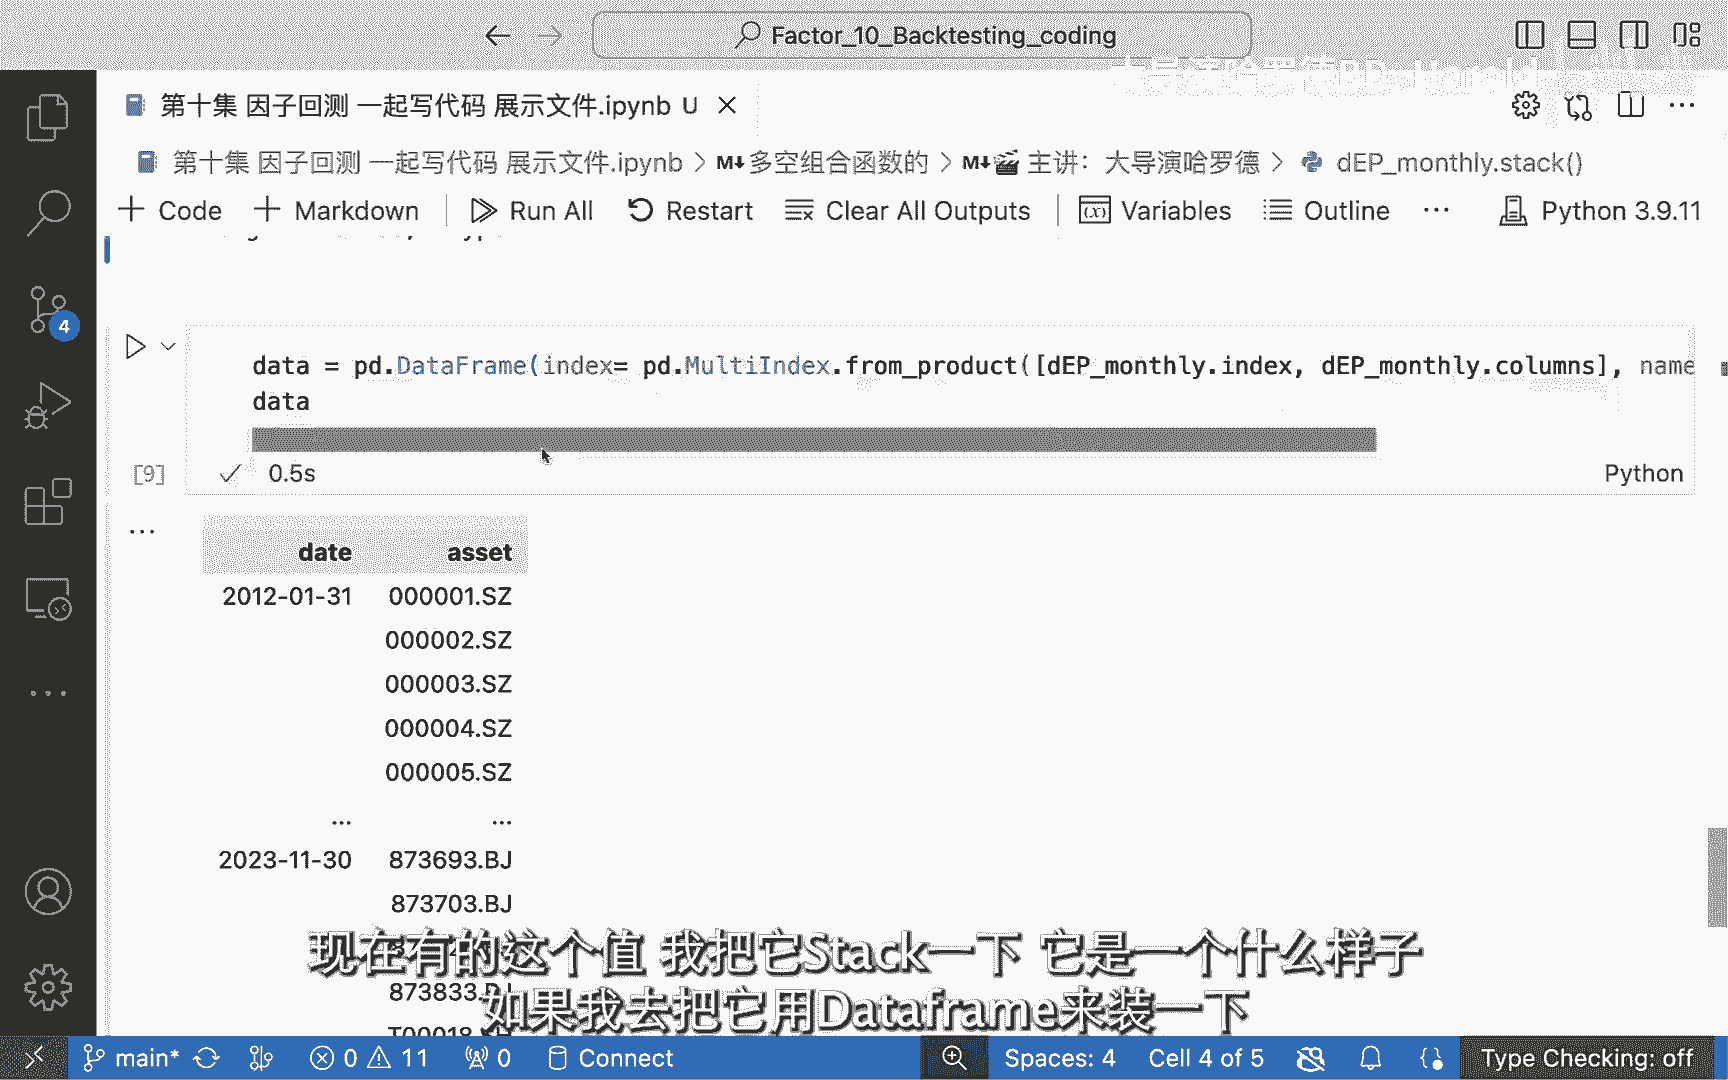 Factor_10_Backtesting_coding
第十集 因子回测 一起写代码 展示文件.ipynb U
第十集 因子回测 一起写代码 展示文件.ipynb > M↓多空组合函数的 > M↓🎬 主讲：大导演哈罗德 > dEP_monthly.stack()
+ Code + Markdown Run All Restart Clear All Outputs Variables Outline ··· Python 3.9.11
4
data = pd.DataFrame(index= pd.MultiIndex.from_product([dEP_monthly.index, dEP_monthly.columns], name
data
[9] ✓ 0.5s Python
···
date asset
2012-01-31 000001.SZ
000002.SZ
000003.SZ
000004.SZ
000005.SZ
... ...
2023-11-30 873693.BJ
873703.BJ
现在有的这个值 我把它Stack一下 它是一个什么样子
873833.BJ
如果我去把它用Dataframe来装一下
main* 0 11 0 Connect Spaces: 4 Cell 4 of 5 Type Checking: off